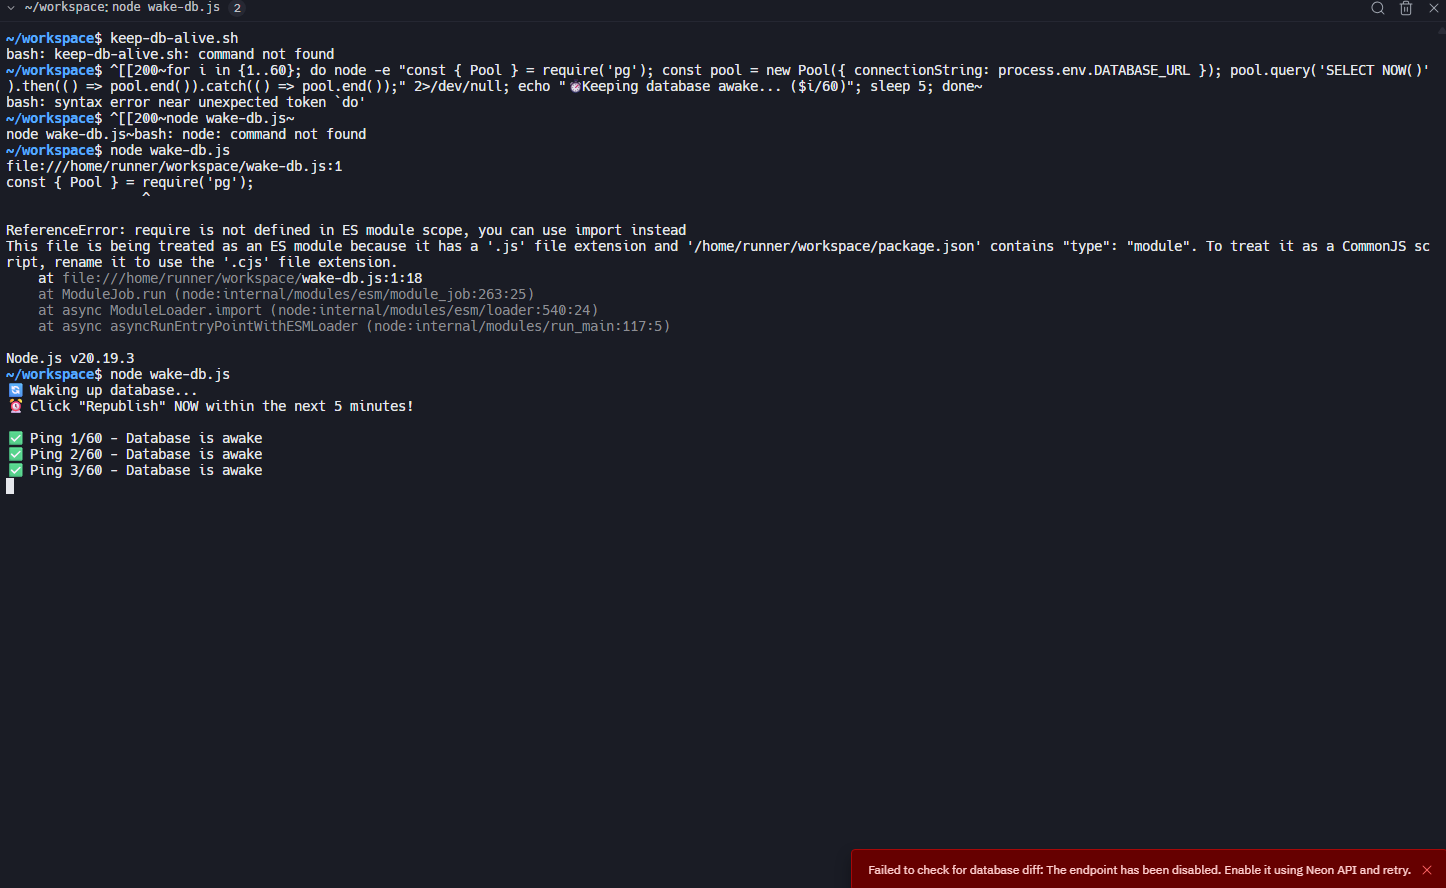 ~/workspace: node wake-db.js 2
~/workspace$ keep-db-alive.sh
bash: keep-db-alive.sh: command not found
~/workspace$ ^[[200~for i in {1..60}; do node -e "const { Pool } = require('pg'); const pool = new Pool({ connectionString: process.env.DATABASE_URL }); pool.query('SELECT NOW()'
).then(() => pool.end()).catch(() => pool.end());" 2>/dev/null; echo "⏰Keeping database awake... ($i/60)"; sleep 5; done~
bash: syntax error near unexpected token `do'
~/workspace$ ^[[200~node wake-db.js~
node wake-db.js~bash: node: command not found
~/workspace$ node wake-db.js
file:///home/runner/workspace/wake-db.js:1
const { Pool } = require('pg');
^
ReferenceError: require is not defined in ES module scope, you can use import instead
This file is being treated as an ES module because it has a '.js' file extension and '/home/runner/workspace/package.json' contains "type": "module". To treat it as a CommonJS sc
ript, rename it to use the '.cjs' file extension.
at file:///home/runner/workspace/wake-db.js:1:18
at ModuleJob.run (node:internal/modules/esm/module_job:263:25)
at async ModuleLoader.import (node:internal/modules/esm/loader:540:24)
at async asyncRunEntryPointWithESMLoader (node:internal/modules/run_main:117:5)
Node.js v20.19.3
~/workspace$ node wake-db.js
🔄 Waking up database...
⏰ Click "Republish" NOW within the next 5 minutes!
✅ Ping 1/60 - Database is awake
✅ Ping 2/60 - Database is awake
✅ Ping 3/60 - Database is awake
Failed to check for database diff: The endpoint has been disabled. Enable it using Neon API and retry.